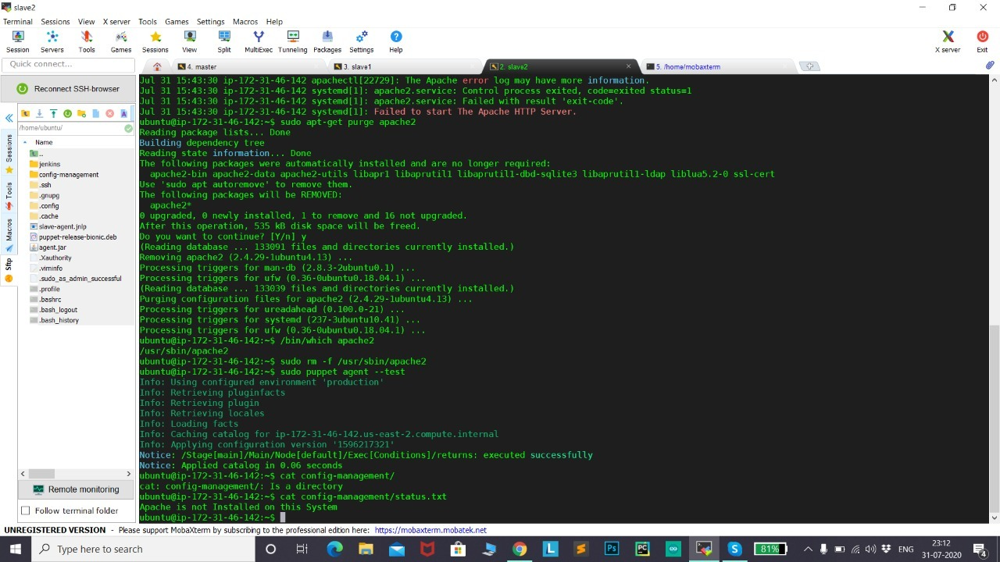 slave2
Terminal Sessions View X server Tools Games Settings Macros Help
Session Servers Tools Games Sessions View Split MultiExec Tunneling Packages Settings Help X server Exit
Quick connect...
4. master
3. slave1
2. slave2
5. /home/mobaxterm
Reconnect SSH-browser
/home/ubuntu/
Name
..
jenkins
config-management
.ssh
.gnupg
.config
.cache
slave-agent.jnlp
puppet-release-bionic.deb
agent.jar
.Xauthority
.viminfo
.sudo_as_admin_successful
.profile
.bashrc
.bash_logout
.bash_history
Sessions
Tools
Macros
Sftp
Remote monitoring
Follow terminal folder
Jul 31 15:43:30 ip-172-31-46-142 apachectl[22729]: The Apache error log may have more information.
Jul 31 15:43:30 ip-172-31-46-142 systemd[1]: apache2.service: Control process exited, code=exited status=1
Jul 31 15:43:30 ip-172-31-46-142 systemd[1]: apache2.service: Failed with result 'exit-code'.
Jul 31 15:43:30 ip-172-31-46-142 systemd[1]: Failed to start The Apache HTTP Server.
ubuntu@ip-172-31-46-142:~$ sudo apt-get purge apache2
Reading package lists... Done
Building dependency tree
Reading state information... Done
The following packages were automatically installed and are no longer required:
  apache2-bin apache2-data apache2-utils libapr1 libaprutil1 libaprutil1-dbd-sqlite3 libaprutil1-ldap liblua5.2-0 ssl-cert
Use 'sudo apt autoremove' to remove them.
The following packages will be REMOVED:
  apache2*
0 upgraded, 0 newly installed, 1 to remove and 16 not upgraded.
After this operation, 535 kB disk space will be freed.
Do you want to continue? [Y/n] y
(Reading database ... 133091 files and directories currently installed.)
Removing apache2 (2.4.29-1ubuntu4.13) ...
Processing triggers for man-db (2.8.3-2ubuntu0.1) ...
Processing triggers for ufw (0.36-0ubuntu0.18.04.1) ...
(Reading database ... 133039 files and directories currently installed.)
Purging configuration files for apache2 (2.4.29-1ubuntu4.13) ...
Processing triggers for ureadahead (0.100.0-21) ...
Processing triggers for systemd (237-3ubuntu10.41) ...
Processing triggers for ufw (0.36-0ubuntu0.18.04.1) ...
ubuntu@ip-172-31-46-142:~$ /bin/which apache2
/usr/sbin/apache2
ubuntu@ip-172-31-46-142:~$ sudo rm -f /usr/sbin/apache2
ubuntu@ip-172-31-46-142:~$ sudo puppet agent --test
Info: Using configured environment 'production'
Info: Retrieving pluginfacts
Info: Retrieving plugin
Info: Retrieving locales
Info: Loading facts
Info: Caching catalog for ip-172-31-46-142.us-east-2.compute.internal
Info: Applying configuration version '1596217321'
Notice: /Stage[main]/Main/Node[default]/Exec[Conditions]/returns: executed successfully
Notice: Applied catalog in 0.06 seconds
ubuntu@ip-172-31-46-142:~$ cat config-management/
cat: config-management/: Is a directory
ubuntu@ip-172-31-46-142:~$ cat config-management/status.txt
Apache is not Installed on this System
ubuntu@ip-172-31-46-142:~$
UNREGISTERED VERSION - Please support MobaXterm by subscribing to the professional edition here: https://mobaxterm.mobatek.net
Type here to search
81%
ENG
23:12
31-07-2020
4